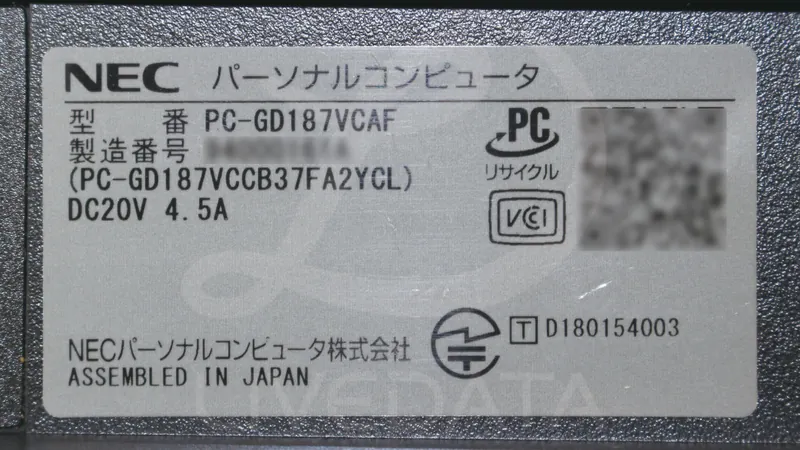 NEC パーソナルコンピュータ
型 番 PC-GD187VCAF
製造番号
(PC-GD187VCCB37FA2YCL)
DC20V 4.5A
PC
リサイクル
VCCI
NECパーソナルコンピュータ株式会社
ASSEMBLED IN JAPAN
T D180154003
LIVEDATA